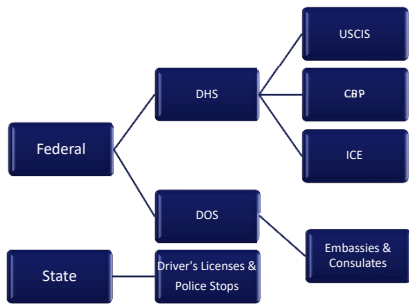 USCIS
DHS
CBP
Federal
ICE
DOS
Embassies &
Consulates
State
Driver's Licenses &
Police Stops